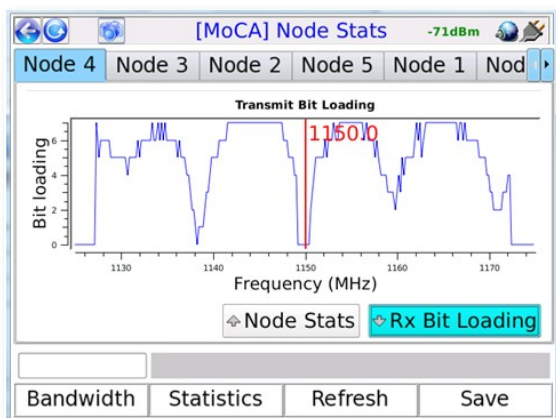 [MoCA] Node Stats -71dBm
Node 4 Node 3 Node 2 Node 5 Node 1 Nod
Transmit Bit Loading
1150.0
Bit loading
6
4
2
0
1130 1140 1150 1160 1170
Frequency (MHz)
Node Stats Rx Bit Loading
Bandwidth Statistics Refresh Save